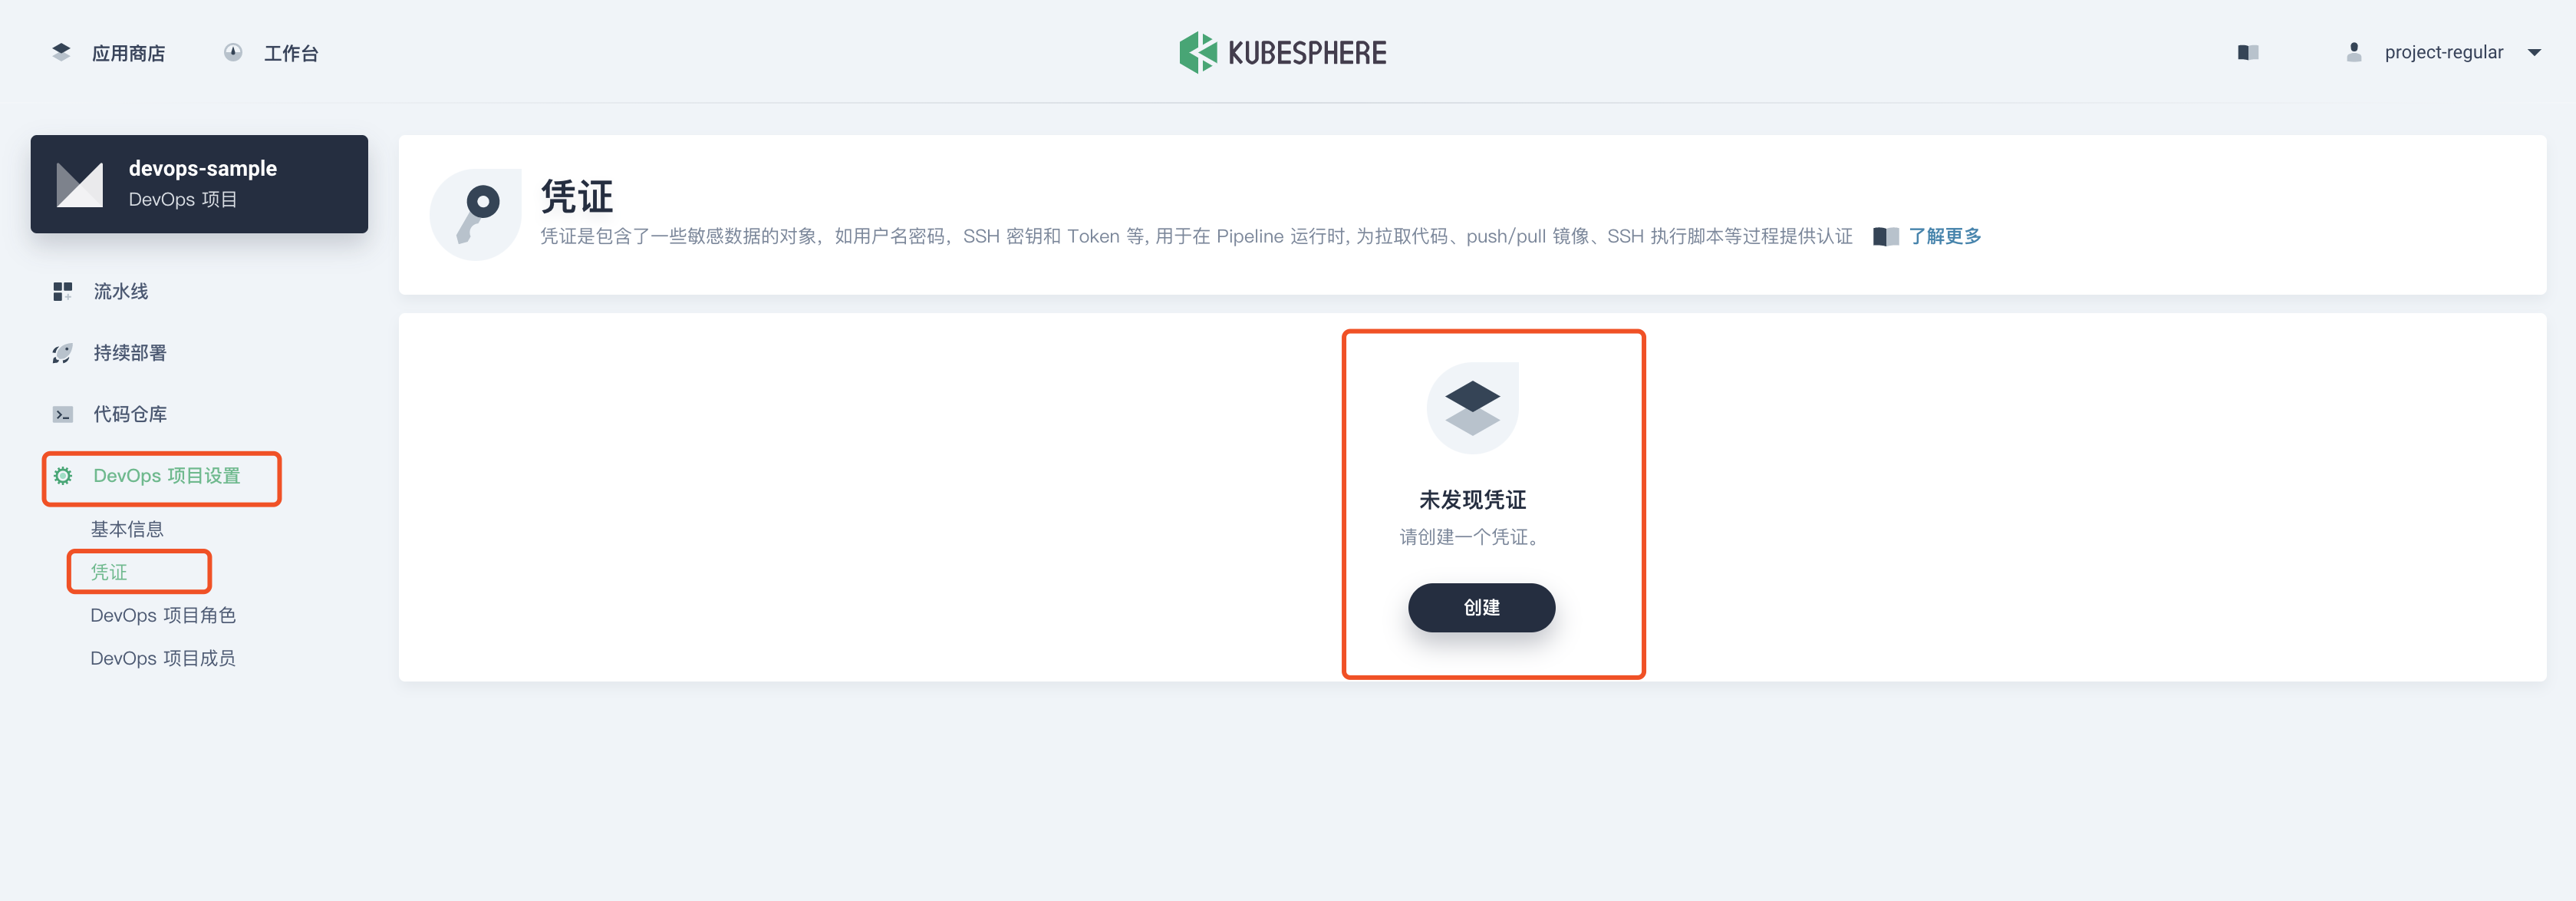 应用商店
工作台
KUBESPHERE
project-regular
devops-sample
DevOps 项目
流水线
持续部署
代码仓库
DevOps 项目设置
基本信息
凭证
DevOps 项目角色
DevOps 项目成员
凭证
凭证是包含了一些敏感数据的对象，如用户名密码，SSH 密钥和 Token 等, 用于在 Pipeline 运行时, 为拉取代码、push/pull 镜像、SSH 执行脚本等过程提供认证 了解更多
未发现凭证
请创建一个凭证。
创建